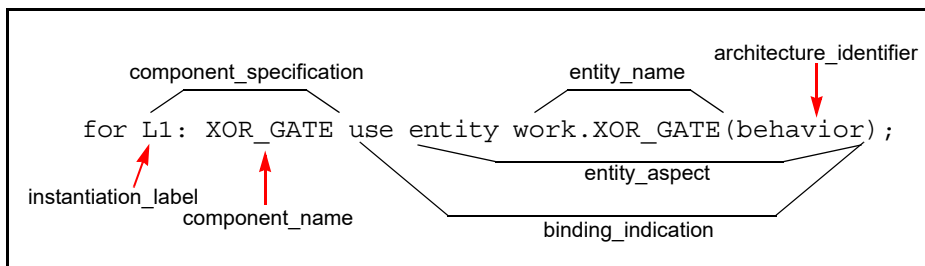 architecture_identifier
component_specification entity_name
for L1: XOR_GATE use entity work.XOR_GATE(behavior);
entity_aspect
instantiation_label
component_name
binding_indication